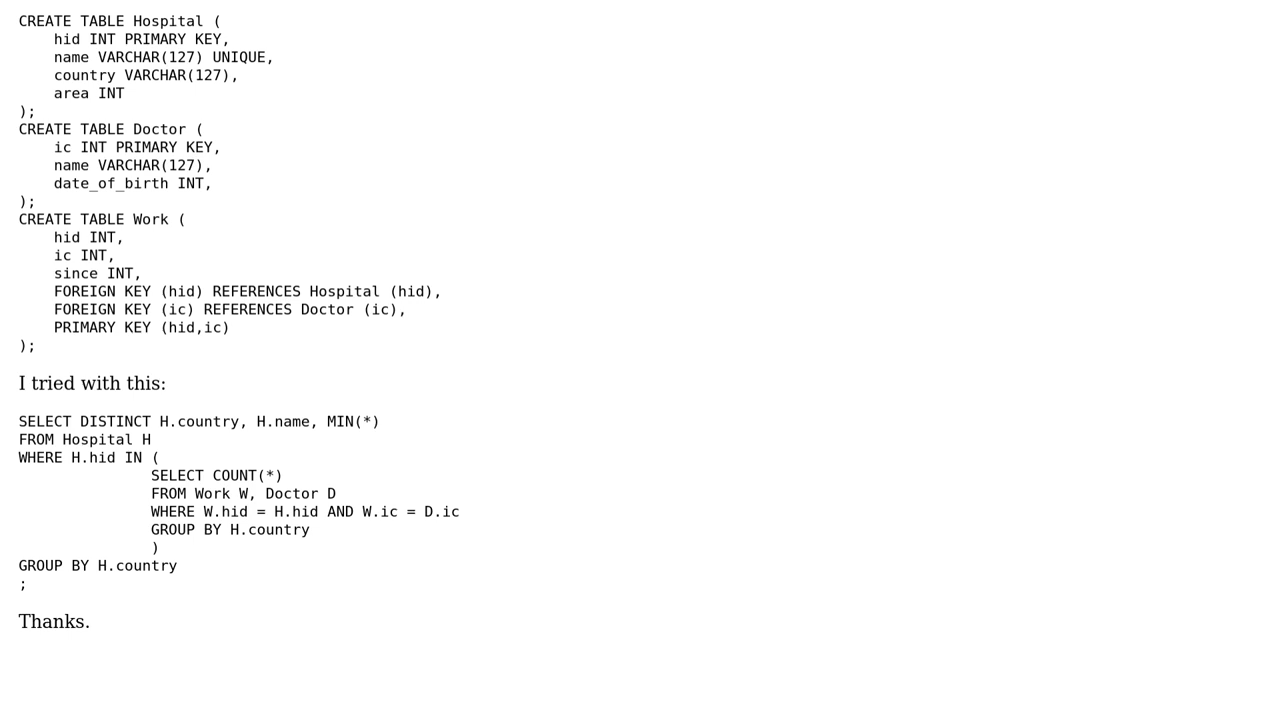 CREATE TABLE Hospital (
    hid INT PRIMARY KEY,
    name VARCHAR(127) UNIQUE,
    country VARCHAR(127),
    area INT
);
CREATE TABLE Doctor (
    ic INT PRIMARY KEY,
    name VARCHAR(127),
    date_of_birth INT,
);
CREATE TABLE Work (
    hid INT,
    ic INT,
    since INT,
    FOREIGN KEY (hid) REFERENCES Hospital (hid),
    FOREIGN KEY (ic) REFERENCES Doctor (ic),
    PRIMARY KEY (hid,ic)
);
I tried with this:
SELECT DISTINCT H.country, H.name, MIN(*)
FROM Hospital H
WHERE H.hid IN (
               SELECT COUNT(*)
               FROM Work W, Doctor D
               WHERE W.hid = H.hid AND W.ic = D.ic
               GROUP BY H.country
               )
GROUP BY H.country
;
Thanks.